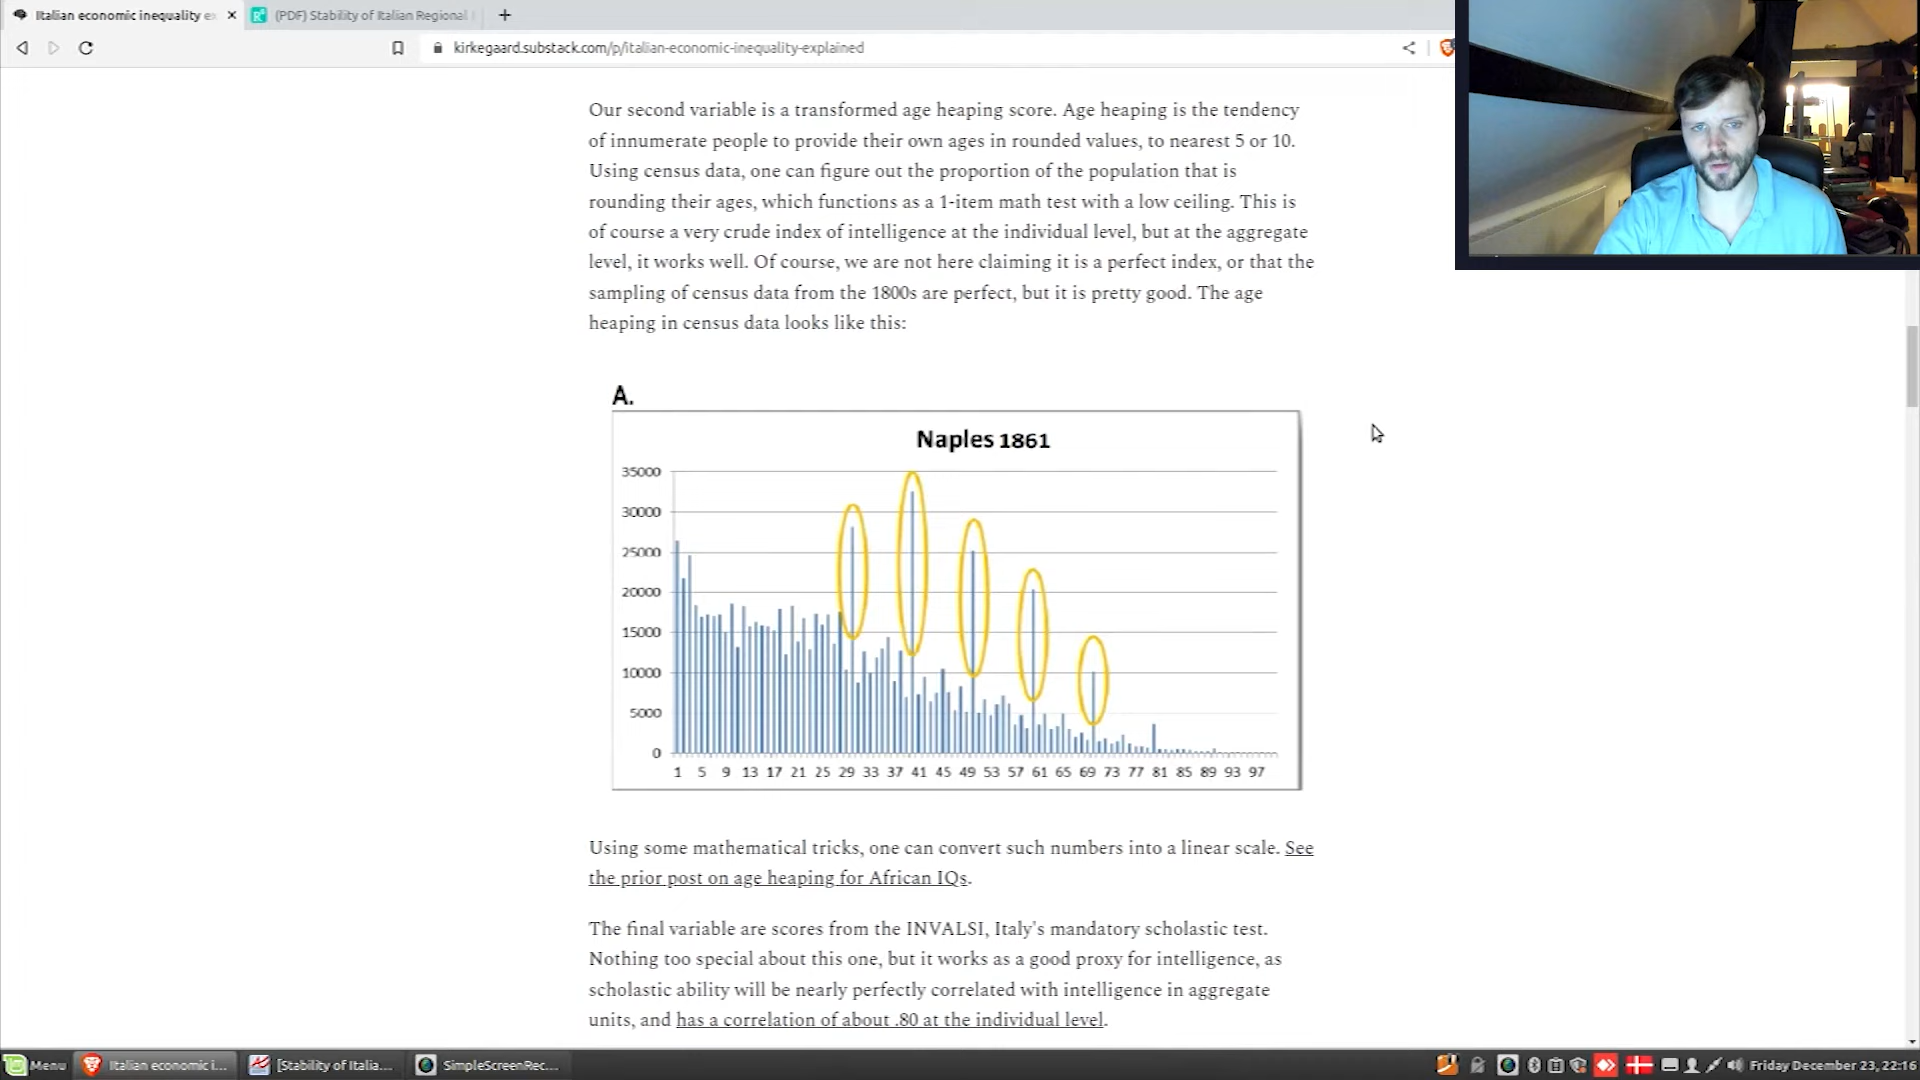 Italian economic inequality ex
(PDF) Stability of Italian Regional
kirkegaard.substack.com/p/italian-economic-inequality-explained
Our second variable is a transformed age heaping score. Age heaping is the tendency
of innumerate people to provide their own ages in rounded values, to nearest 5 or 10.
Using census data, one can figure out the proportion of the population that is
rounding their ages, which functions as a 1-item math test with a low ceiling. This is
of course a very crude index of intelligence at the individual level, but at the aggregate
level, it works well. Of course, we are not here claiming it is a perfect index, or that the
sampling of census data from the 1800s are perfect, but it is pretty good. The age
heaping in census data looks like this:
A.
Naples 1861
35000
30000
25000
20000
15000
10000
5000
0
1 5 9 13 17 21 25 29 33 37 41 45 49 53 57 61 65 69 73 77 81 85 89 93 97
Using some mathematical tricks, one can convert such numbers into a linear scale. See
the prior post on age heaping for African IQs.
The final variable are scores from the INVALSI, Italy's mandatory scholastic test.
Nothing too special about this one, but it works as a good proxy for intelligence, as
scholastic ability will be nearly perfectly correlated with intelligence in aggregate
units, and has a correlation of about .80 at the individual level.
Menu
Italian economic i...
[Stability of Italia...
SimpleScreenRec...
Friday December 23, 22:16